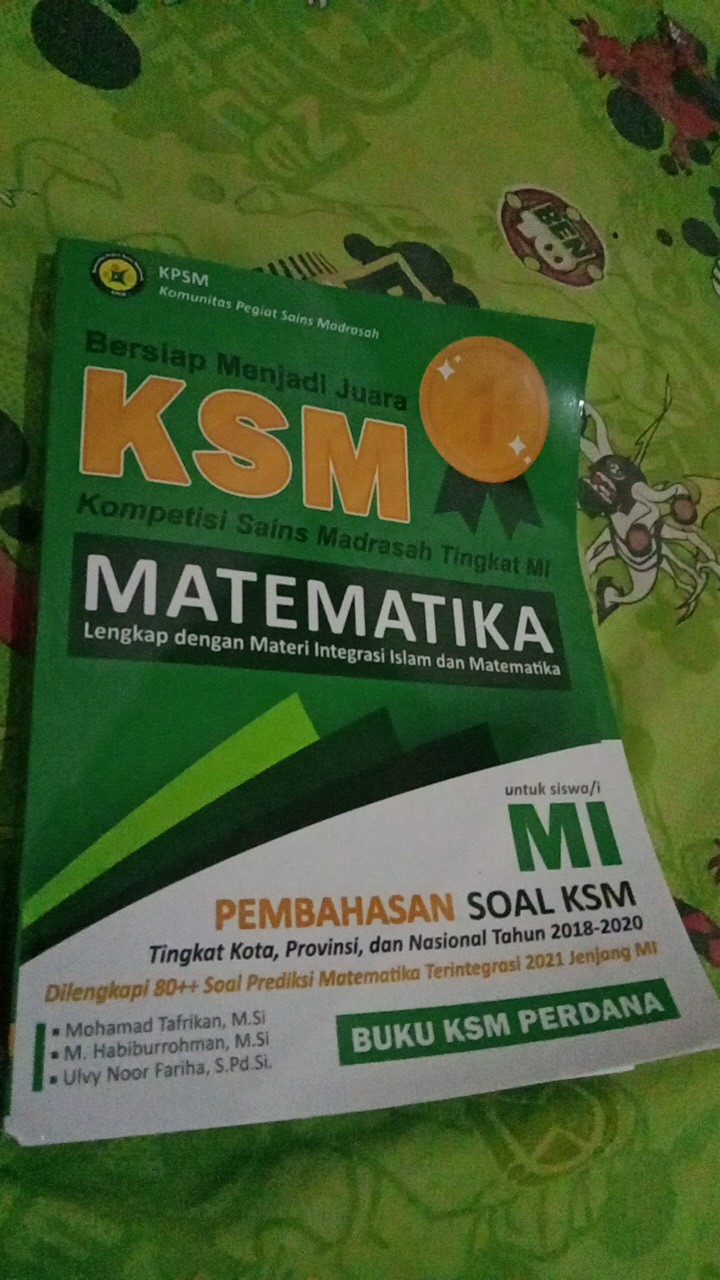 BEN
10
KPSM
Komunitas Pegiat Sains Madrasah
Bersiap Menjadi Juara
1
KSM
Kompetisi Sains Madrasah Tingkat MI
MATEMATIKA
Lengkap dengan Materi Integrasi Islam dan Matematika
untuk siswa/i
MI
PEMBAHASAN SOAL KSM
Tingkat Kota, Provinsi, dan Nasional Tahun 2018-2020
Dilengkapi 80++ Soal Prediksi Matematika Terintegrasi 2021 Jenjang MI
▪ Mohamad Tafrikan, M.Si
▪ M. Habiburrohman, M.Si
▪ Ulvy Noor Fariha, S.Pd.Si.
BUKU KSM PERDANA